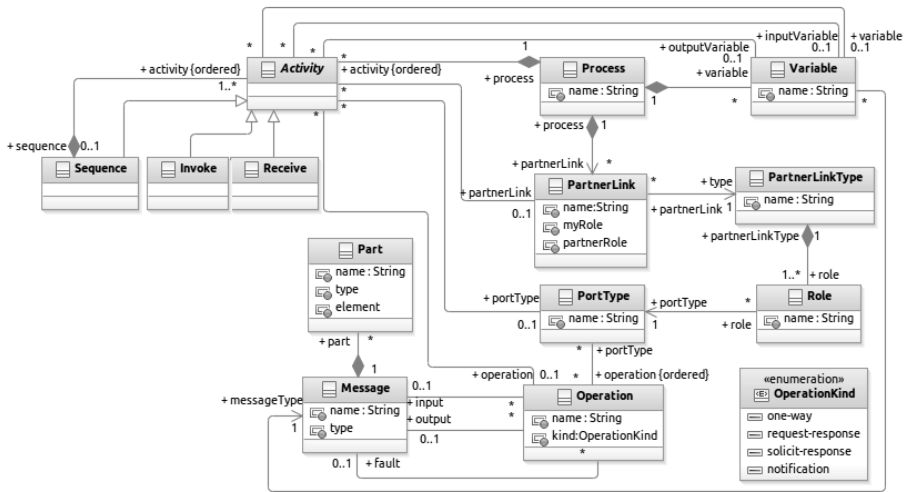 + inputVariable
+ variable
* * * * 1 + outputVariable 0..1 0..1
+ activity {ordered} Activity + activity {ordered} + process Process 0..1 + variable Variable
name : String 1 * name : String *
1..* * *
+ process 1
+ sequence 0..1 *
Sequence Invoke Receive
+ partnerLink *
+ partnerLink 0..1
PartnerLink
name:String
myRole
partnerRole
* + type
+ partnerLink 1
PartnerLinkType
name : String
+ partnerLinkType 1
1..* + role
Part
name : String
type
element
+ part *
1
+ portType
0..1
PortType
name : String
+ portType *
1 + role
Role
name : String
* + portType
* + operation {ordered}
+ operation 0..1
+ messageType
1
Message
name : String
type
0..1
+ input *
+ output *
0..1
0..1 + fault
Operation
name : String
kind:OperationKind
*
«enumeration»
OperationKind
one-way
request-response
solicit-response
notification